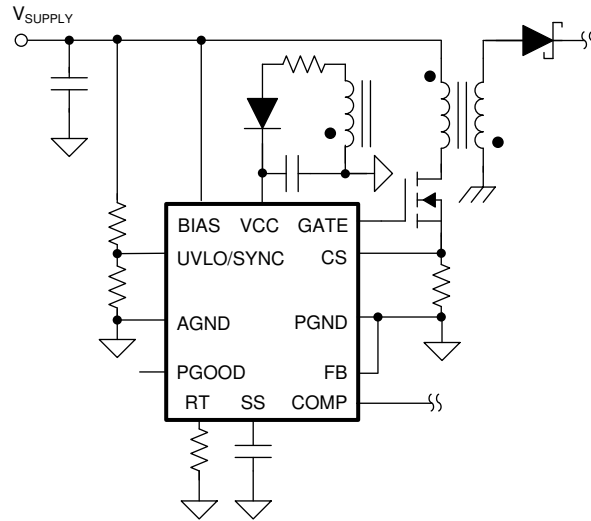 VSUPPLY
BIAS VCC GATE
UVLO/SYNC CS
AGND PGND
PGOOD FB
RT SS COMP